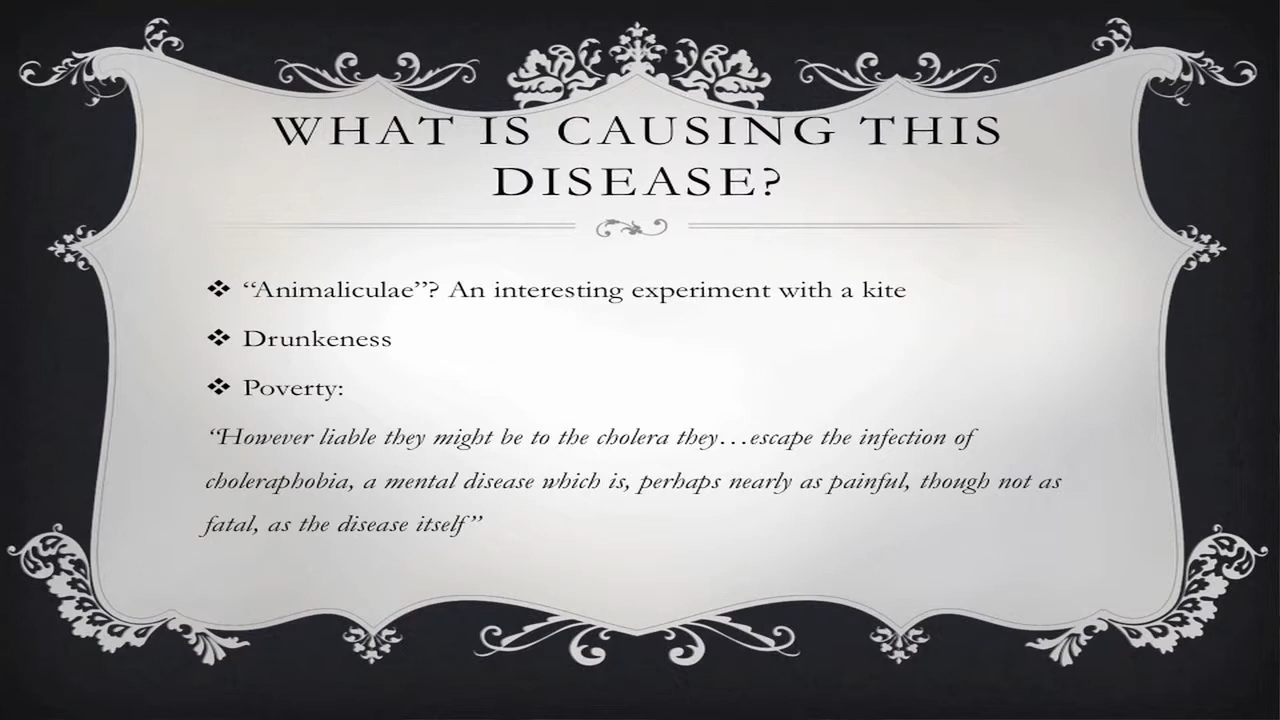 WHAT IS CAUSING THIS
DISEASE?
“Animaliculae”? An interesting experiment with a kite
Drunkeness
Poverty:
“However liable they might be to the cholera they…escape the infection of
choleraphobia, a mental disease which is, perhaps nearly as painful, though not as
fatal, as the disease itself”